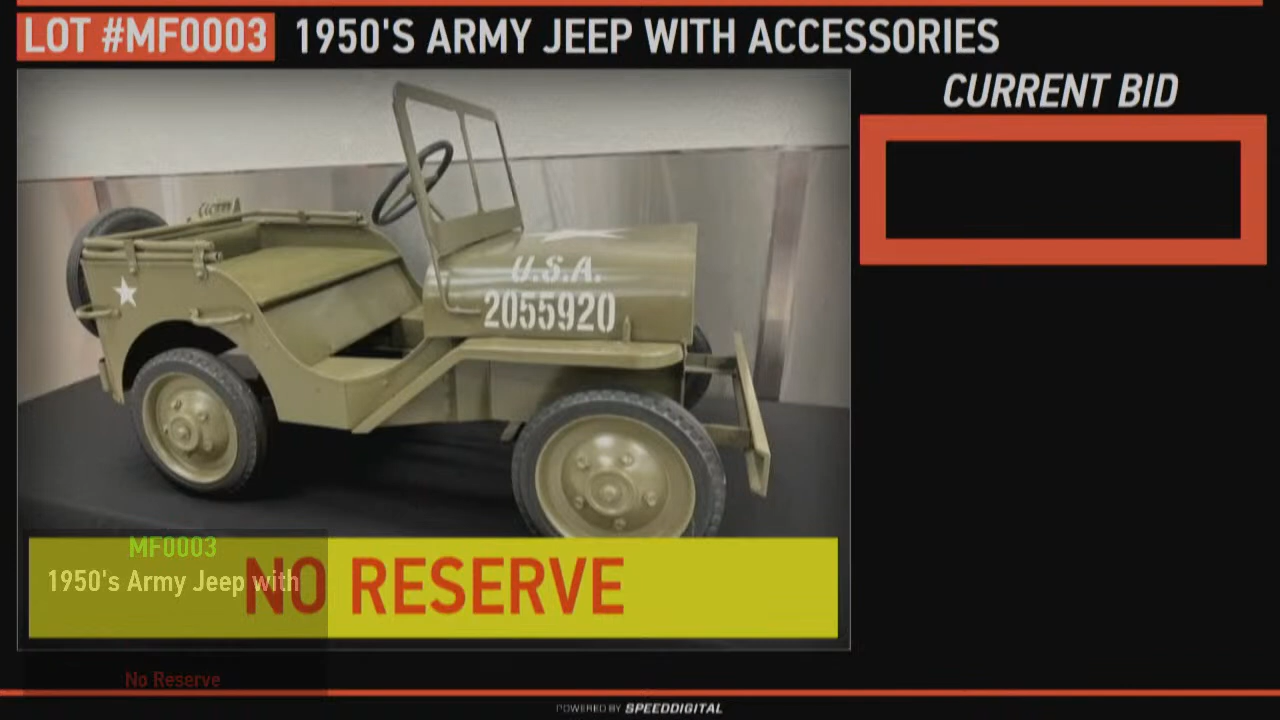 LOT #MF0003 1950'S ARMY JEEP WITH ACCESSORIES
CURRENT BID
U.S.A.
2055920
MF0003
1950's Army Jeep with
NO RESERVE
No Reserve
POWERED BY SPEEDDIGITAL